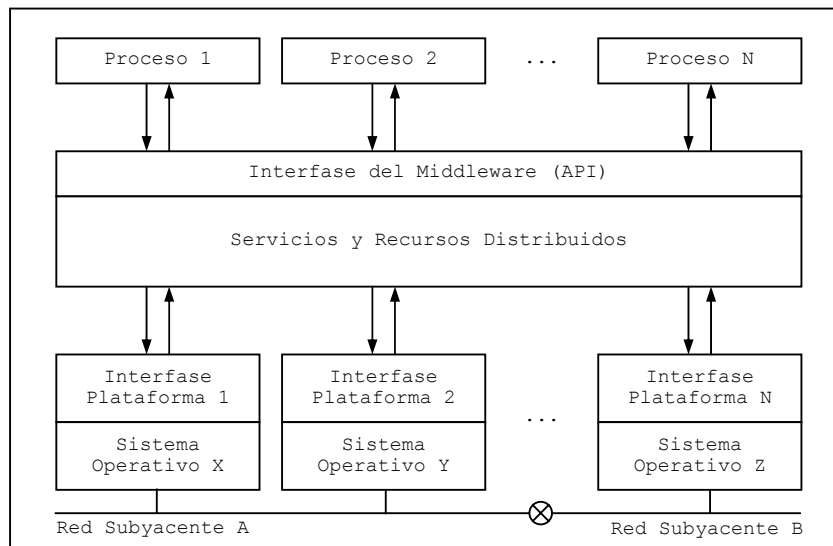 Proceso 1
Proceso 2
...
Proceso N
Interfase del Middleware (API)
Servicios y Recursos Distribuidos
Interfase
Plataforma 1
Interfase
Plataforma 2
...
Interfase
Plataforma N
Sistema
Operativo X
Sistema
Operativo Y
Sistema
Operativo Z
Red Subyacente A
Red Subyacente B